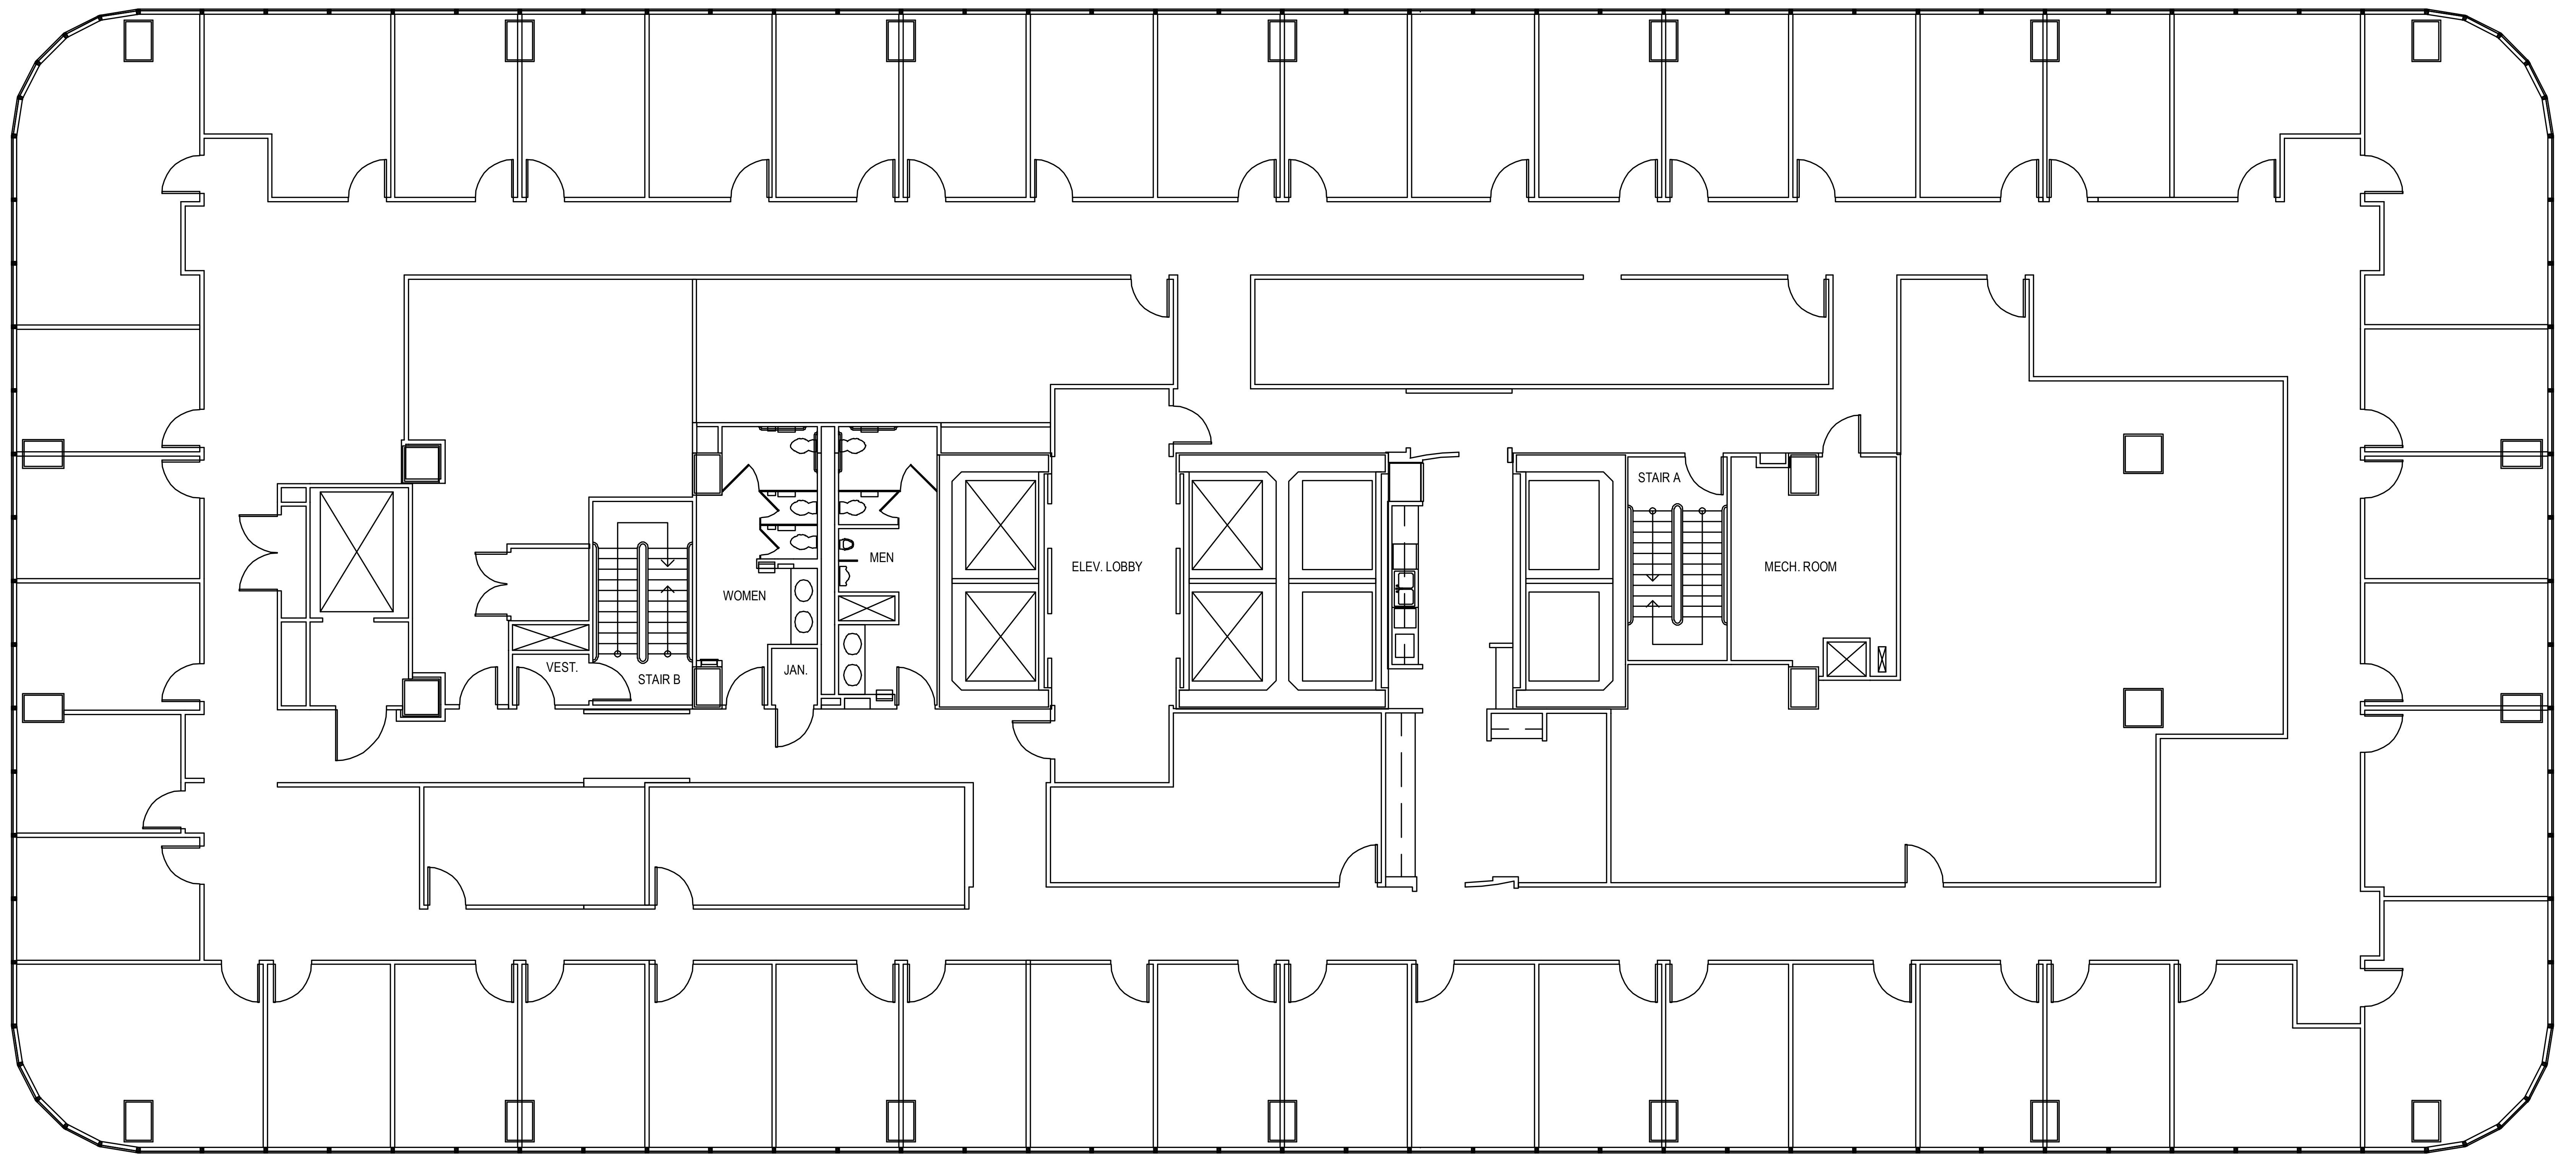 STAIR A
MEN
ELEV. LOBBY
MECH. ROOM
WOMEN
VEST.
JAN.
STAIR B